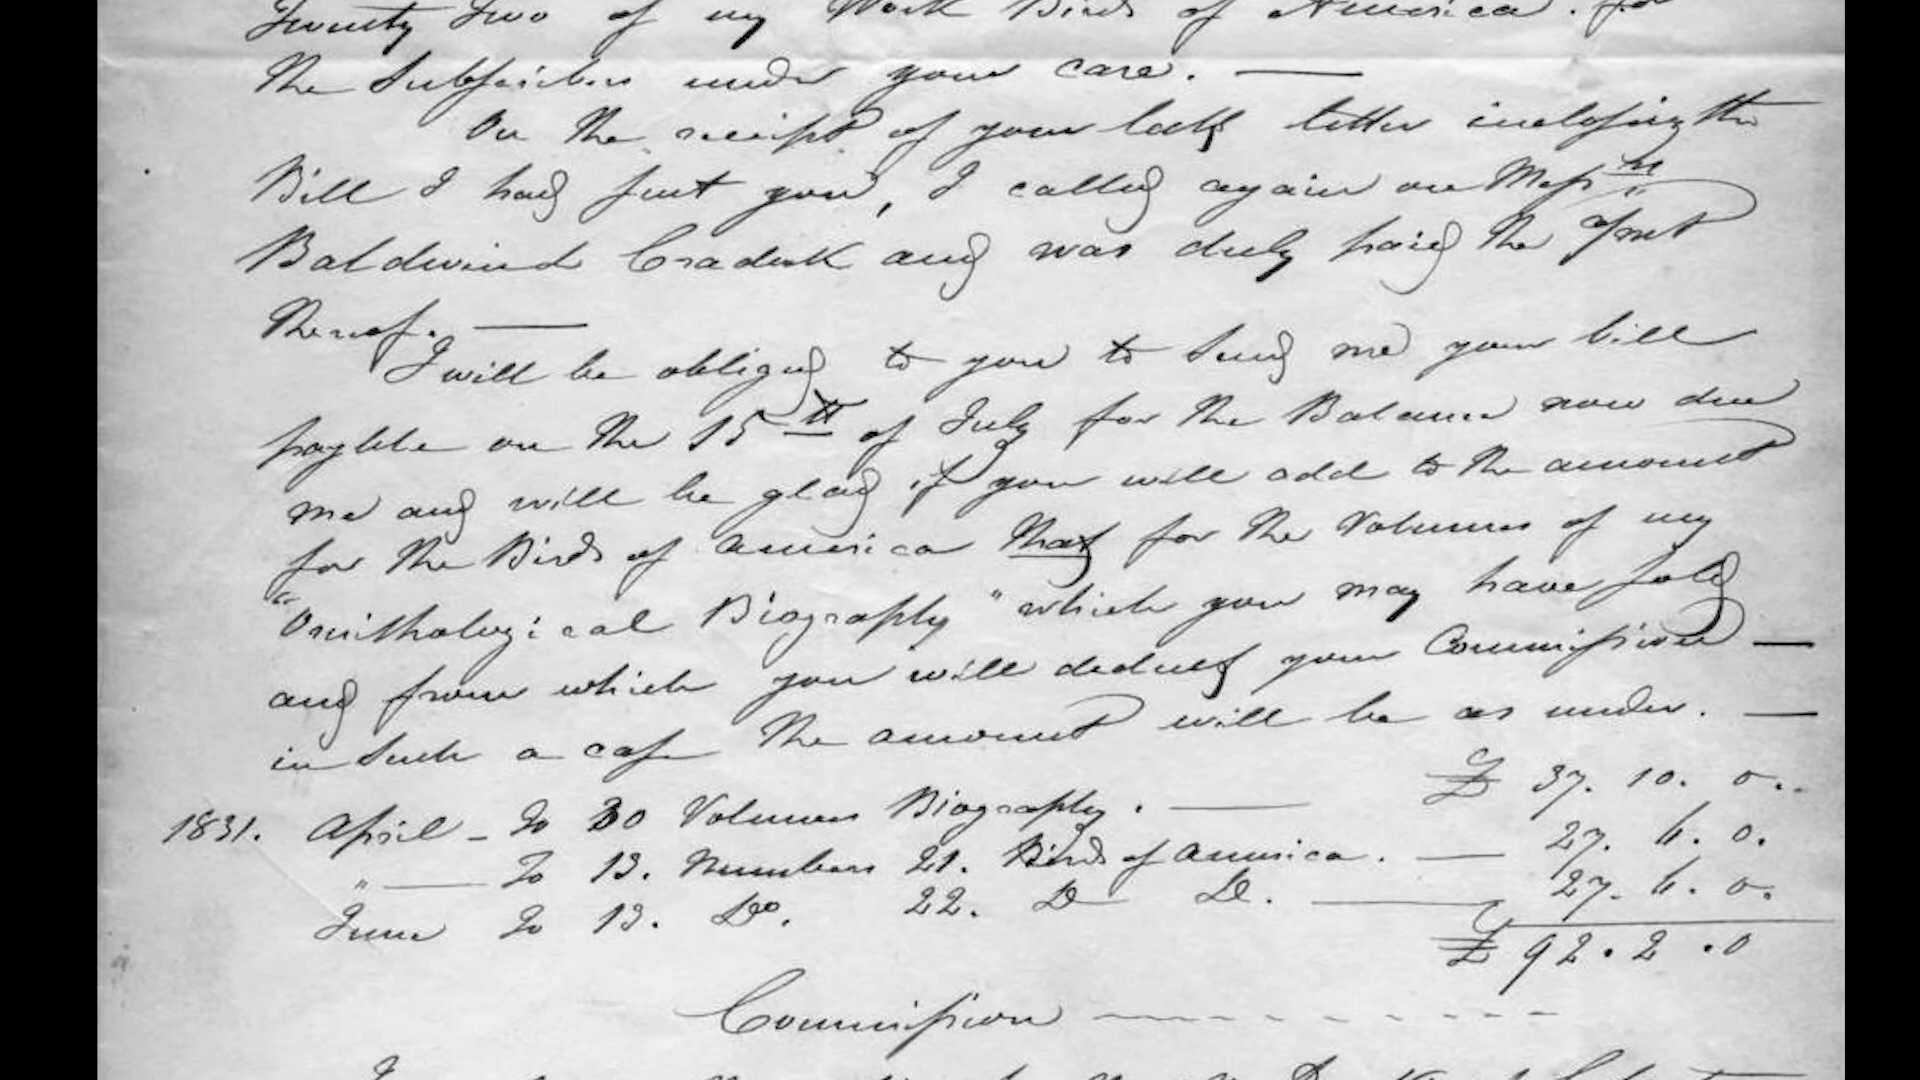 Twenty Two of my Work Birds of America. for
the Subscribers under your care. —
On the receipt of your last letter inclosing the
Bill I had sent you, I called again on Messrs
Baldwin & Cradock and was duly paid the amt
thereof. —
I will be obliged to you to send me your bill
payble on the 15th of July for the Balance now due
me and will be glad if you will add to the amount
for the Birds of America that for the Volumes of my
"Ornithological Biography" which you may have sold
and from which you will deduct your Commission —
in such a case the amount will be as under. —
1831. April - To 30 Volumes Biography. — £ 37. 10. 0..
" — To 13. Numbers 21. Birds of America. — 27. 6. 0.
June To 13. Do. 22. Do Do. — 27. 6. 0.
£ 92. 2. 0
Commission - - - - - - -